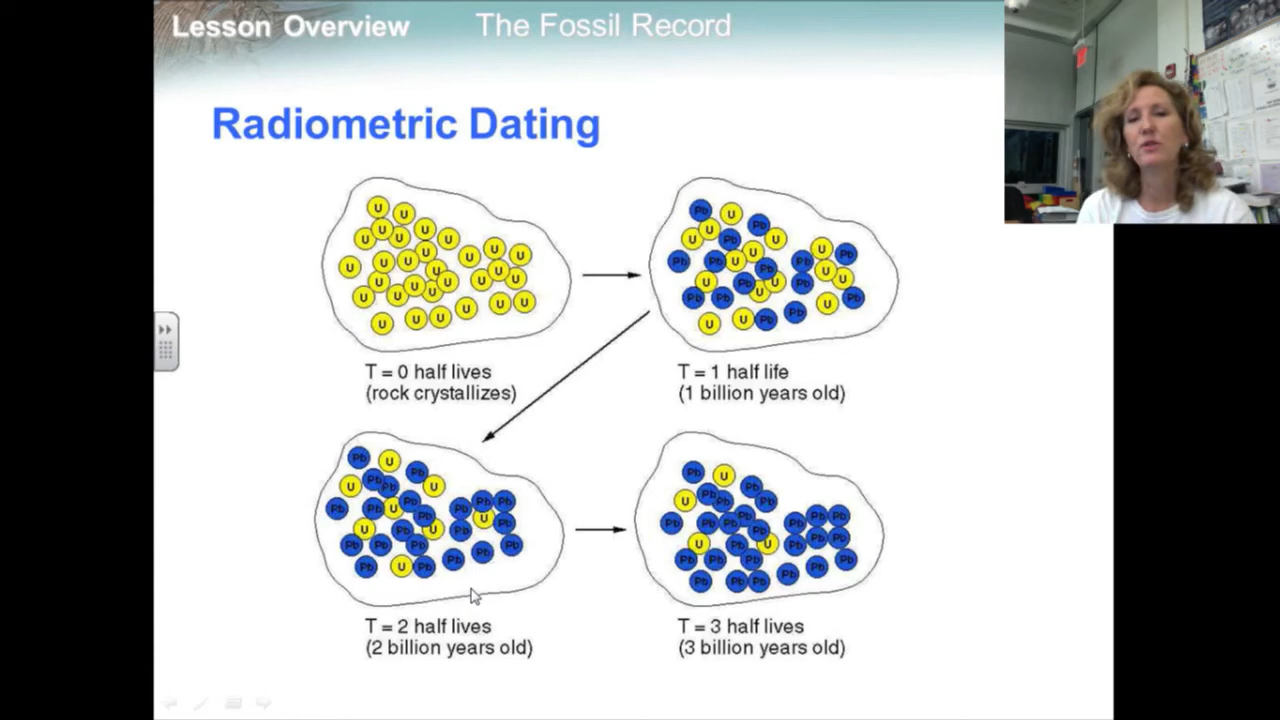 Lesson Overview The Fossil Record
Radiometric Dating
T = 0 half lives
(rock crystallizes)
T = 1 half life
(1 billion years old)
T = 2 half lives
(2 billion years old)
T = 3 half lives
(3 billion years old)